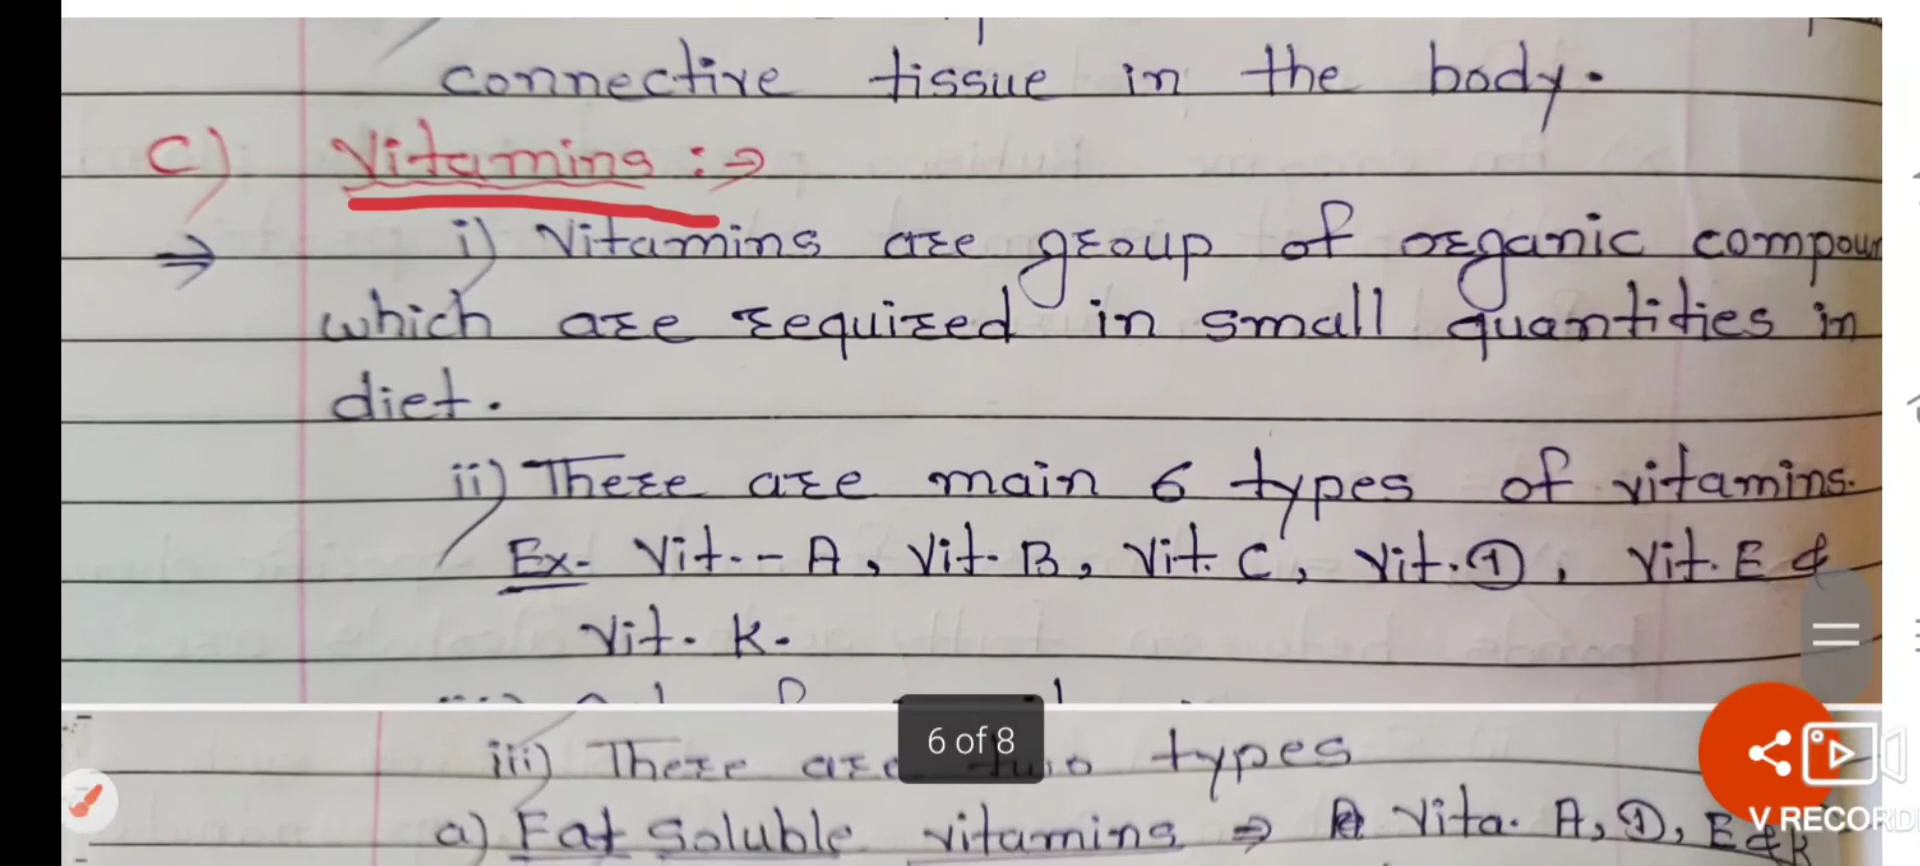 connective tissue in the body.
C) Vitamins :⇒
⇒ i) Vitamins are group of organic compoun
which are required in small quantities in
diet.
ii) There are main 6 types of vitamins.
Ex- Vit.- A, Vit- B, Vit. C, Vit. D, Vit. E &
Vit. K.
6 of 8
iii) There are two types
a) Fat soluble vitamins ⇒ Vita. A, D, E & K
V RECORD